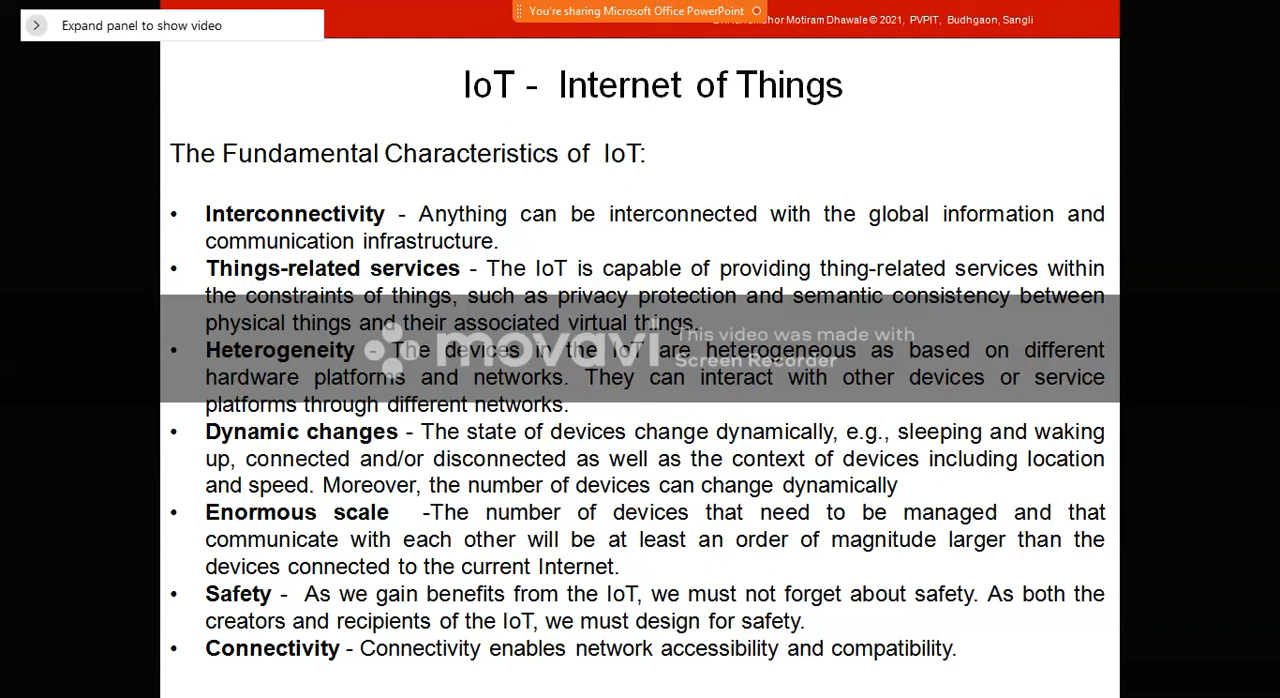 Expand panel to show video
You're sharing Microsoft Office PowerPoint
Motiram Dhawale © 2021, PVPIT, Budhgaon, Sangli
IoT - Internet of Things
The Fundamental Characteristics of IoT:
• Interconnectivity - Anything can be interconnected with the global information and
communication infrastructure.
• Things-related services - The IoT is capable of providing thing-related services within
the constraints of things, such as privacy protection and semantic consistency between
physical things and their associated virtual things.
• Heterogeneity - The devices in the IoT are heterogeneous as based on different
hardware platforms and networks. They can interact with other devices or service
platforms through different networks.
movavi
This video was made with
Screen Recorder
• Dynamic changes - The state of devices change dynamically, e.g., sleeping and waking
up, connected and/or disconnected as well as the context of devices including location
and speed. Moreover, the number of devices can change dynamically
• Enormous scale -The number of devices that need to be managed and that
communicate with each other will be at least an order of magnitude larger than the
devices connected to the current Internet.
• Safety - As we gain benefits from the IoT, we must not forget about safety. As both the
creators and recipients of the IoT, we must design for safety.
• Connectivity - Connectivity enables network accessibility and compatibility.